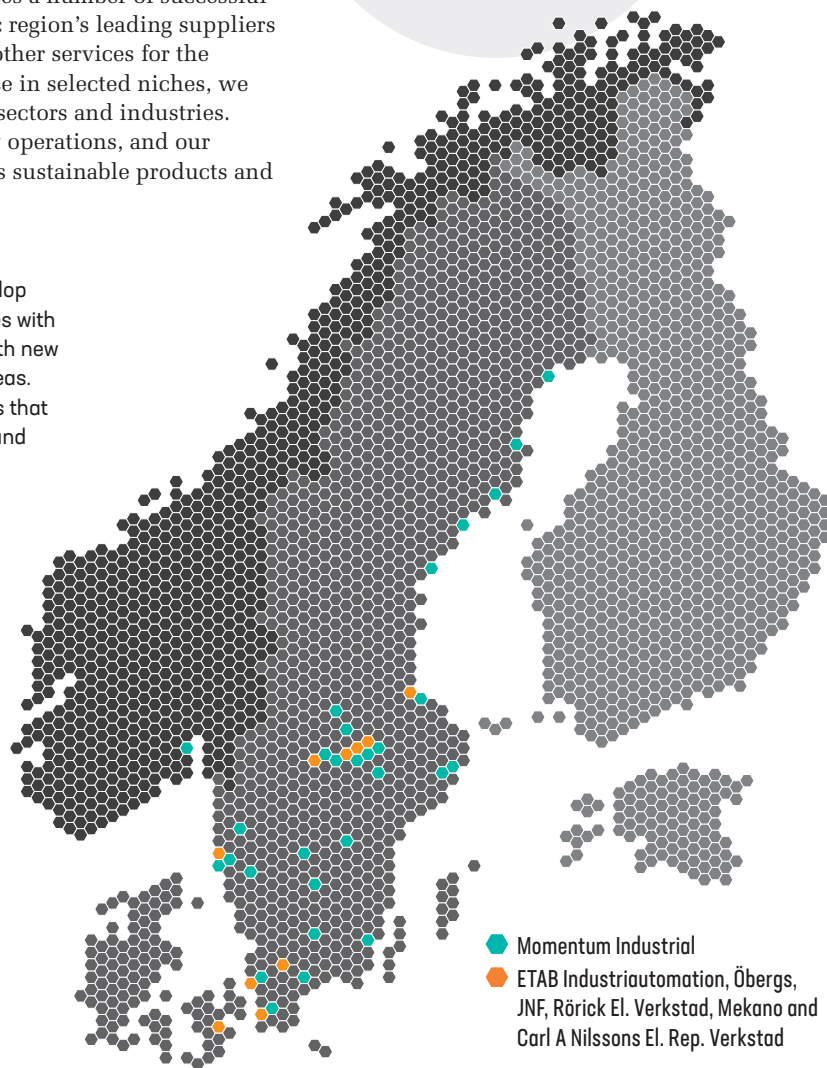 es a number of successful
region's leading suppliers
other services for the
se in selected niches, we
sectors and industries.
operations, and our
s sustainable products and
lop
es with
th new
eas.
s that
and
Momentum Industrial
ETAB Industriautomation, Öbergs,
JNF, Rörick El. Verkstad, Mekano and
Carl A Nilssons El. Rep. Verkstad